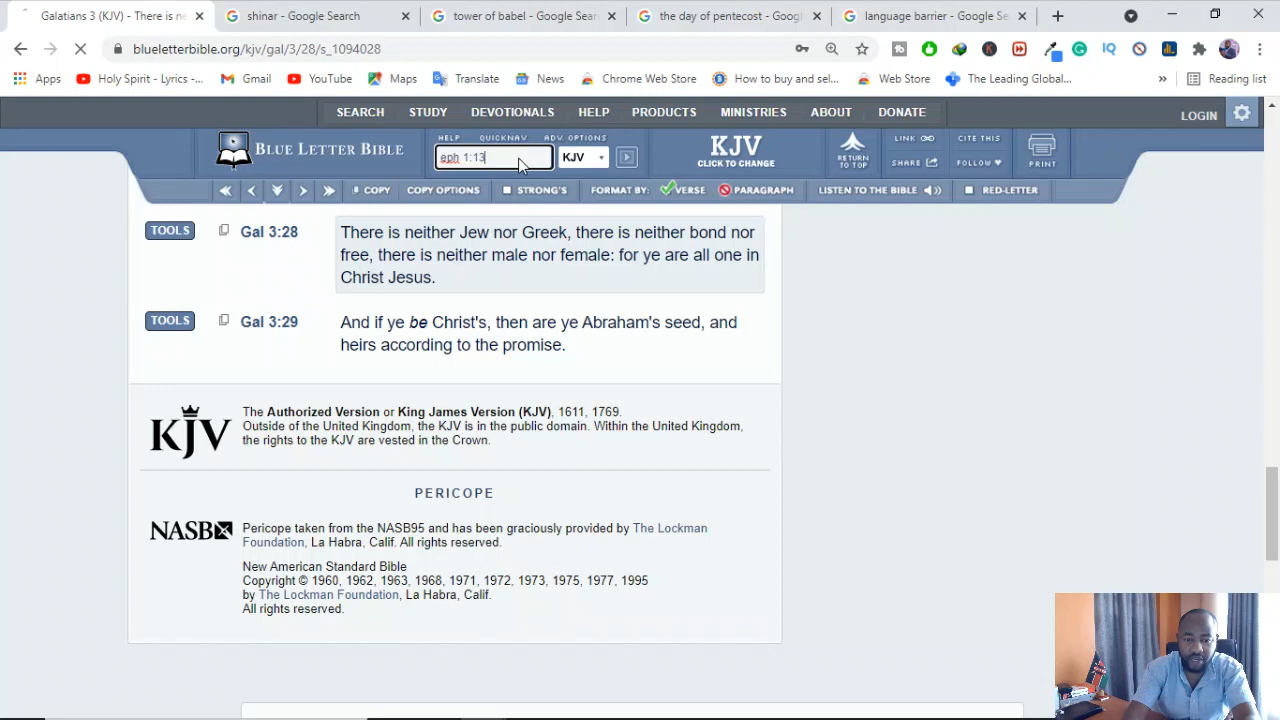 Galatians 3 (KJV) - There is ne
shinar - Google Search
tower of babel - Google Search
the day of pentecost - Google
language barrier - Google Sea
blueletterbible.org/kjv/gal/3/28/s_1094028
Apps
Holy Spirit - Lyrics -...
Gmail
YouTube
Maps
Translate
News
Chrome Web Store
How to buy and sel...
Web Store
The Leading Global...
»
Reading list
SEARCH
STUDY
DEVOTIONALS
HELP
PRODUCTS
MINISTRIES
ABOUT
DONATE
LOGIN
BLUE LETTER BIBLE
HELP
QUICKNAV
ADV. OPTIONS
eph 1:13
KJV
KJV
CLICK TO CHANGE
RETURN
TO TOP
LINK
CITE THIS
SHARE
FOLLOW
PRINT
COPY
COPY OPTIONS
STRONG'S
FORMAT BY:
VERSE
PARAGRAPH
LISTEN TO THE BIBLE
RED-LETTER
TOOLS
Gal 3:28
There is neither Jew nor Greek, there is neither bond nor
free, there is neither male nor female: for ye are all one in
Christ Jesus.
TOOLS
Gal 3:29
And if ye be Christ's, then are ye Abraham's seed, and
heirs according to the promise.
KJV
The Authorized Version or King James Version (KJV), 1611, 1769.
Outside of the United Kingdom, the KJV is in the public domain. Within the United Kingdom,
the rights to the KJV are vested in the Crown.
PERICOPE
NASB
Pericope taken from the NASB95 and has been graciously provided by The Lockman
Foundation, La Habra, Calif. All rights reserved.
New American Standard Bible
Copyright © 1960, 1962, 1963, 1968, 1971, 1972, 1973, 1975, 1977, 1995
by The Lockman Foundation, La Habra, Calif.
All rights reserved.